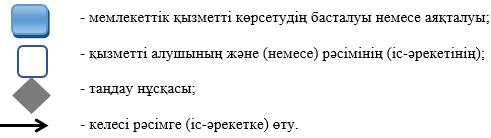 - мемлекеттік қызметті көрсетудің басталуы немесе аяқталуы;
- қызметті алушының және (немесе) рәсімінің (іс-әрекетінің);
- таңдау нұсқасы;
- келесі рәсімге (іс-әрекетке) өту.